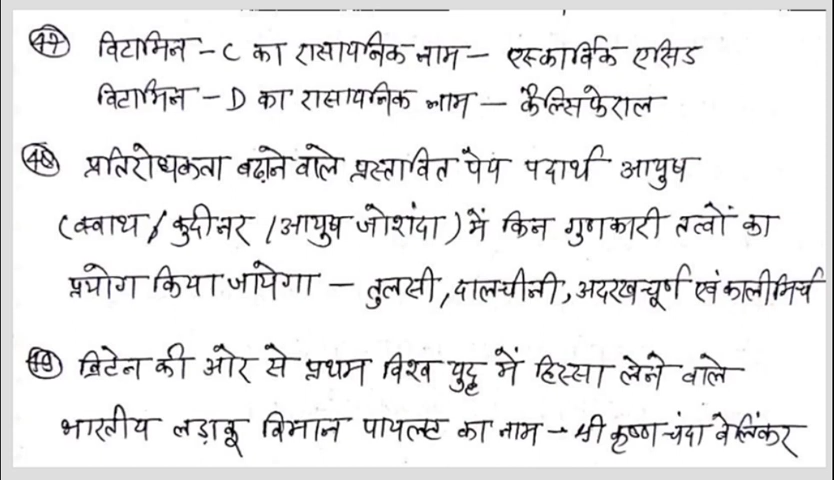 47 विटामिन - C का रासायनिक नाम - एस्कार्विक एसिड
विटामिन - D का रासायनिक नाम - कैल्सिफेराल
48 प्रतिरोधकता बढ़ाने वाले प्रस्तावित पेय पदार्थ आयुष
(क्वाथ / कुदीनर / आयुष जोशंदा) में किन गुणकारी तत्वों का
प्रयोग किया जायेगा - तुलसी, दालचीनी, अदरख चूर्ण एवं कालीमिर्च
49 ब्रिटेन की ओर से प्रथम विश्व युद्ध में हिस्सा लेने वाले
भारतीय लड़ाकू विमान पायलट का नाम - श्री कृष्ण चंदा वेलिंकर